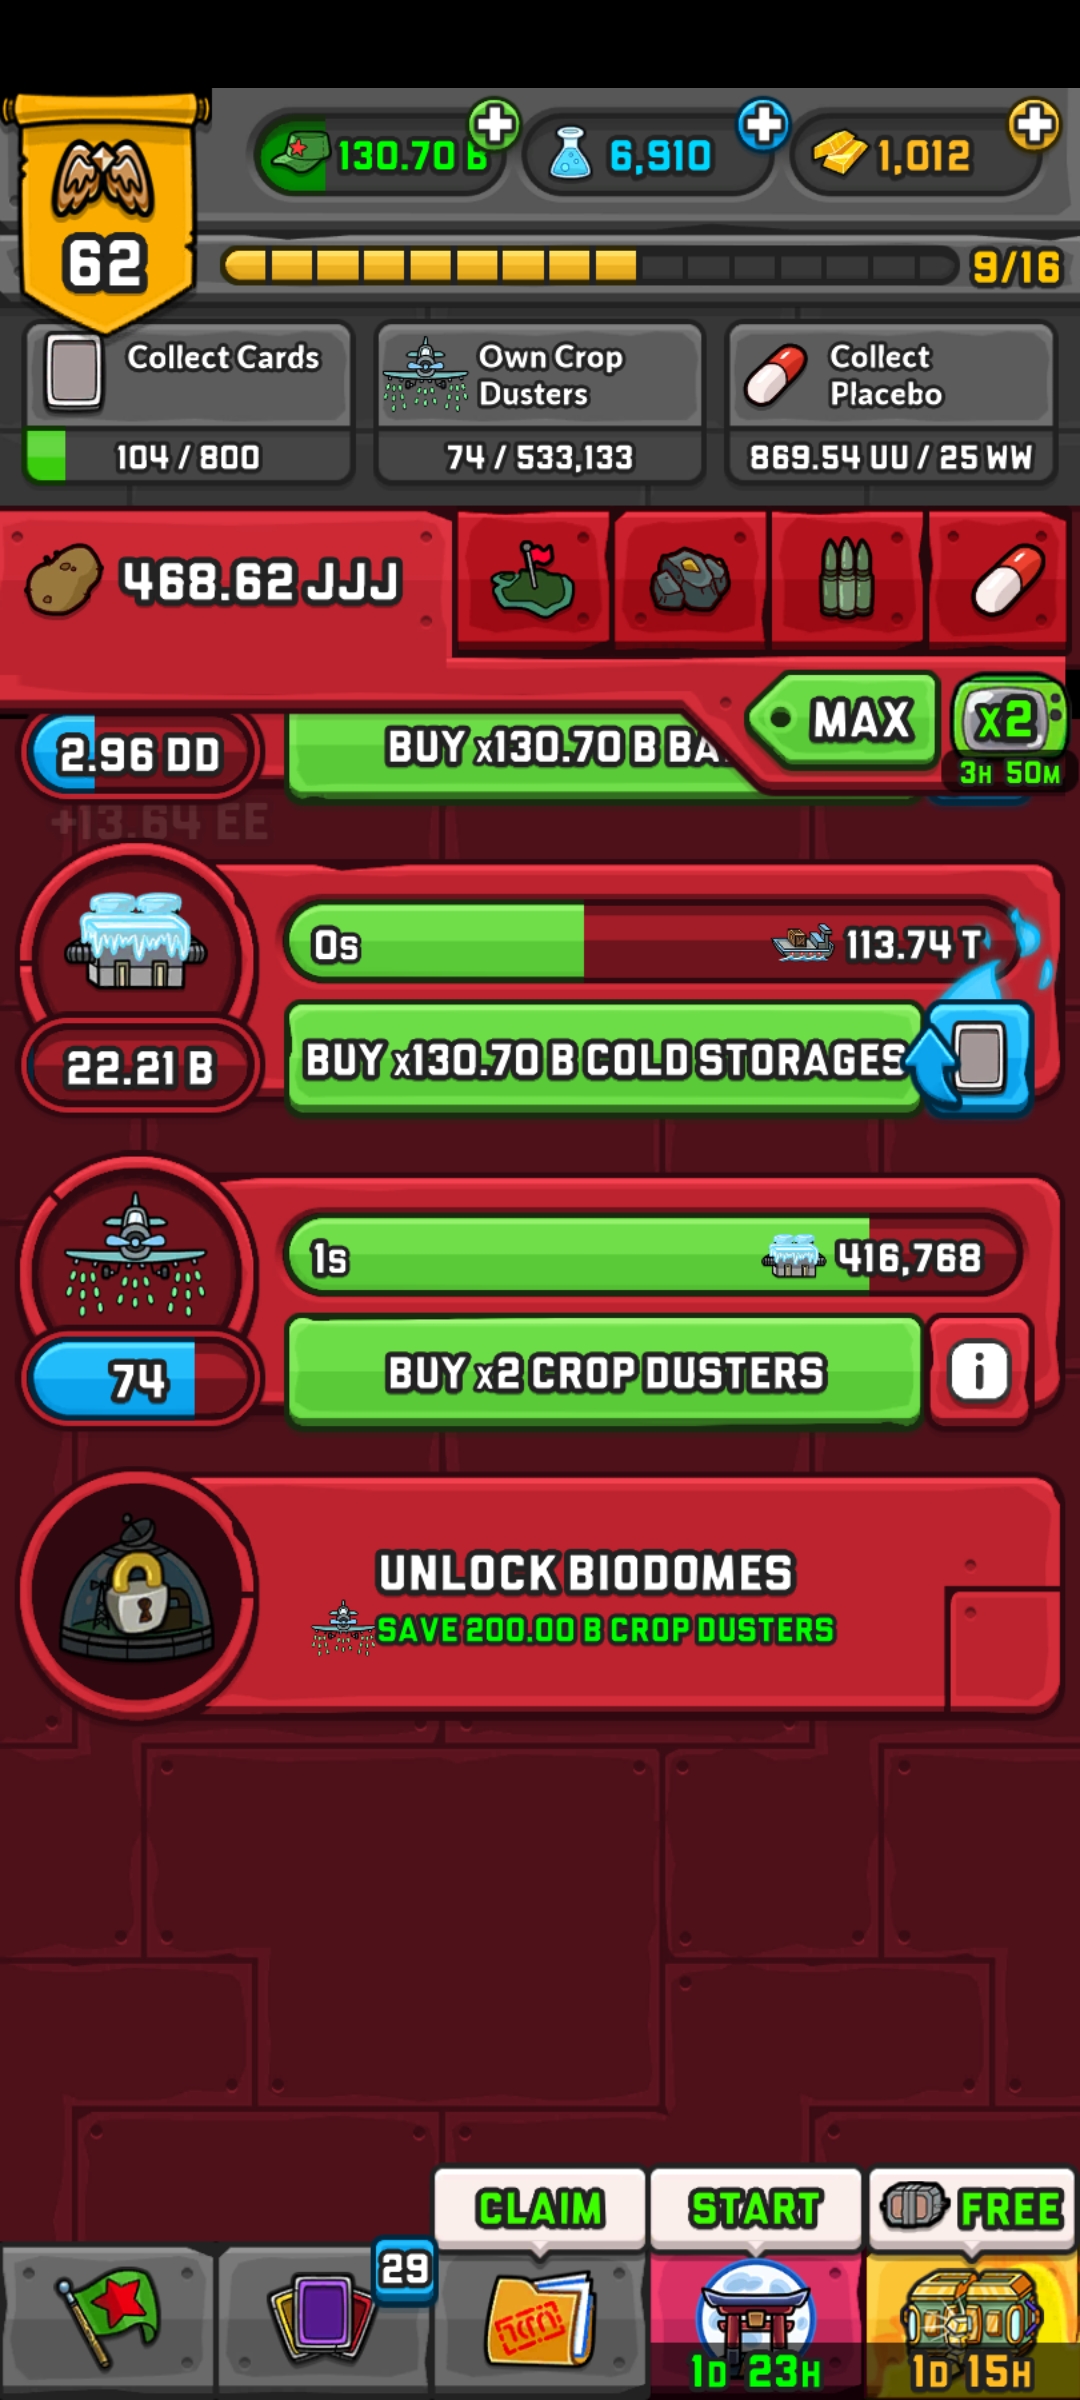 130.70 B
6,910
1,012
62
9/16
Collect Cards
104 / 800
Own Crop
Dusters
74 / 533,133
Collect
Placebo
869.54 UU / 25 WW
468.62 JJJ
MAX
x2
3H 50M
2.96 DD
BUY x130.70 B BA
+13.64 EE
0s
113.74 T
22.21 B
BUY x130.70 B COLD STORAGES
1s
416,768
74
BUY x2 CROP DUSTERS
i
UNLOCK BIODOMES
SAVE 200.00 B CROP DUSTERS
CLAIM
START
FREE
29
1D 23H
1D 15H